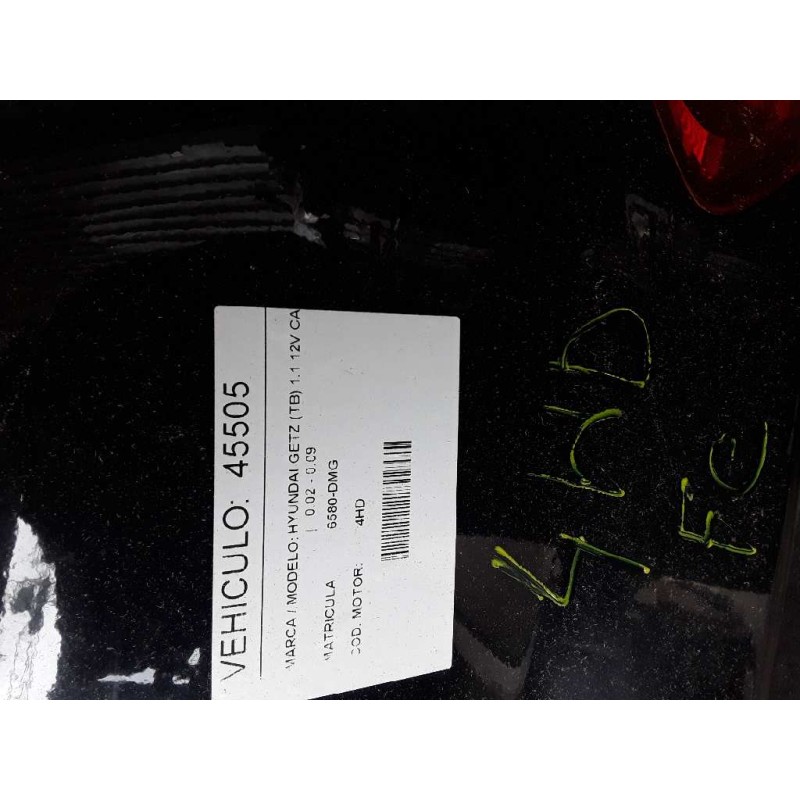 VEHICULO: 45505
MARCA / MODELO: HYUNDAI GETZ (TB) 1.1 12V CA
| 0.02 - 0.09
MATRICULA 6580-DMG
COD. MOTOR: 4HD
4HD
FC